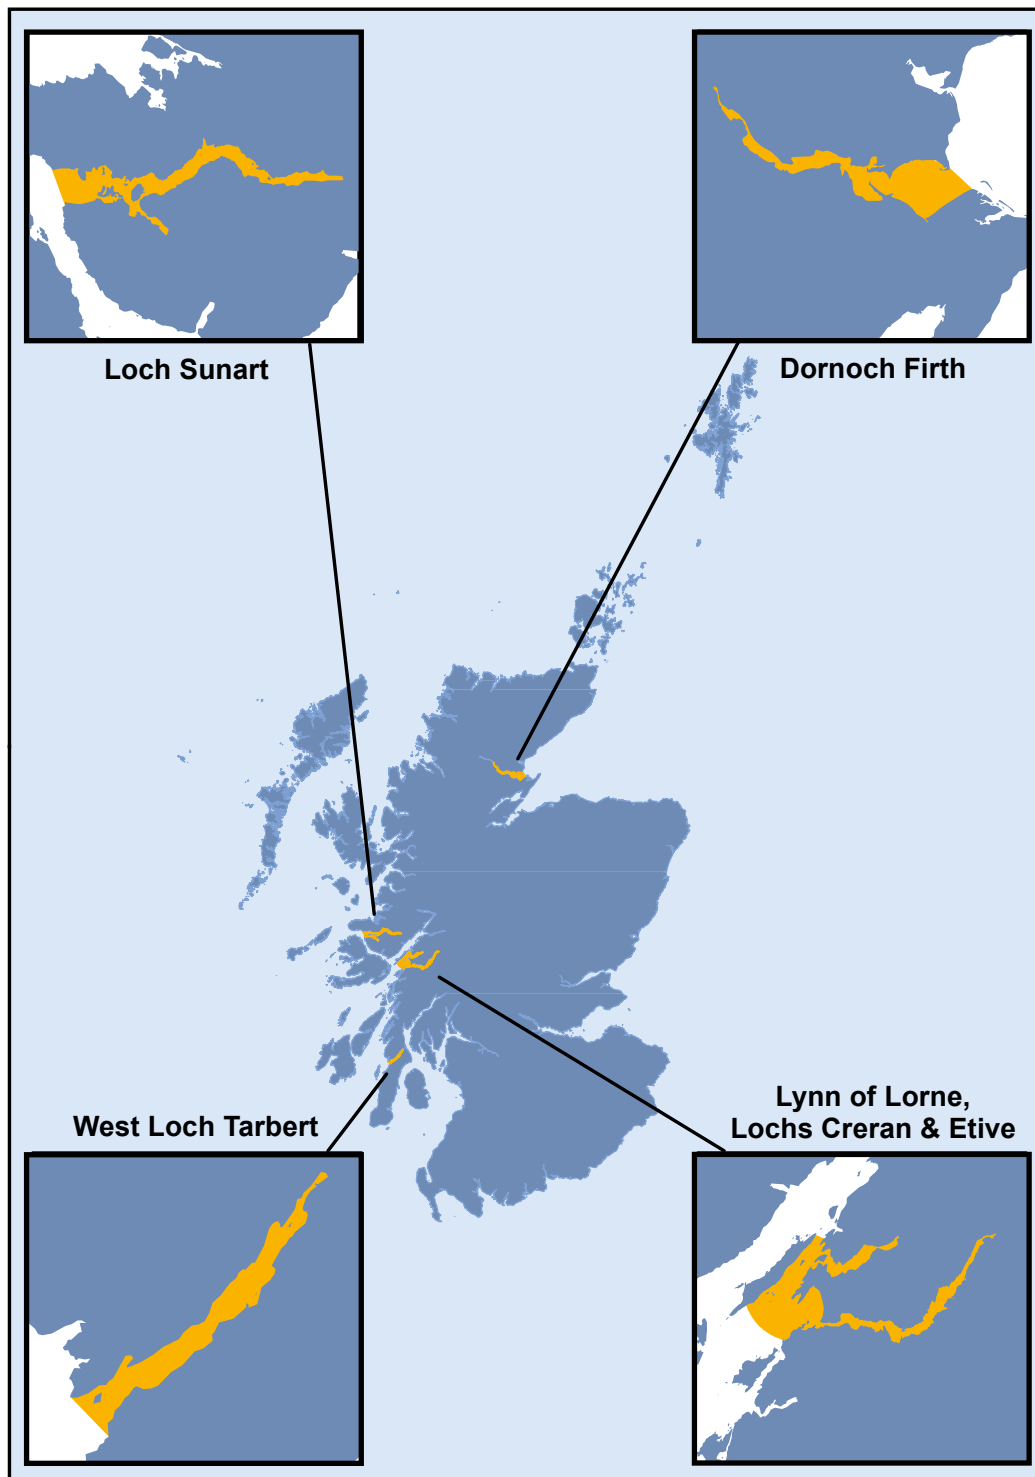 Loch Sunart
Dornoch Firth
West Loch Tarbert
Lynn of Lorne,
Lochs Creran & Etive